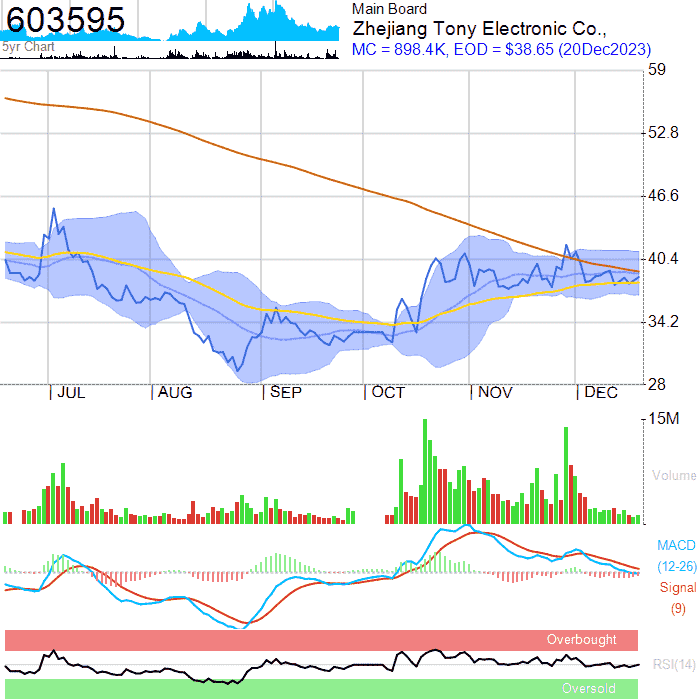 603595
5yr Chart
Main Board
Zhejiang Tony Electronic Co.,
MC = 898.4K, EOD = $38.65 (20Dec2023)
59
52.8
46.6
40.4
34.2
28
JUL AUG SEP OCT NOV DEC
15M
Volume
MACD
(12-26)
Signal
(9)
Overbought
RSI(14)
Oversold